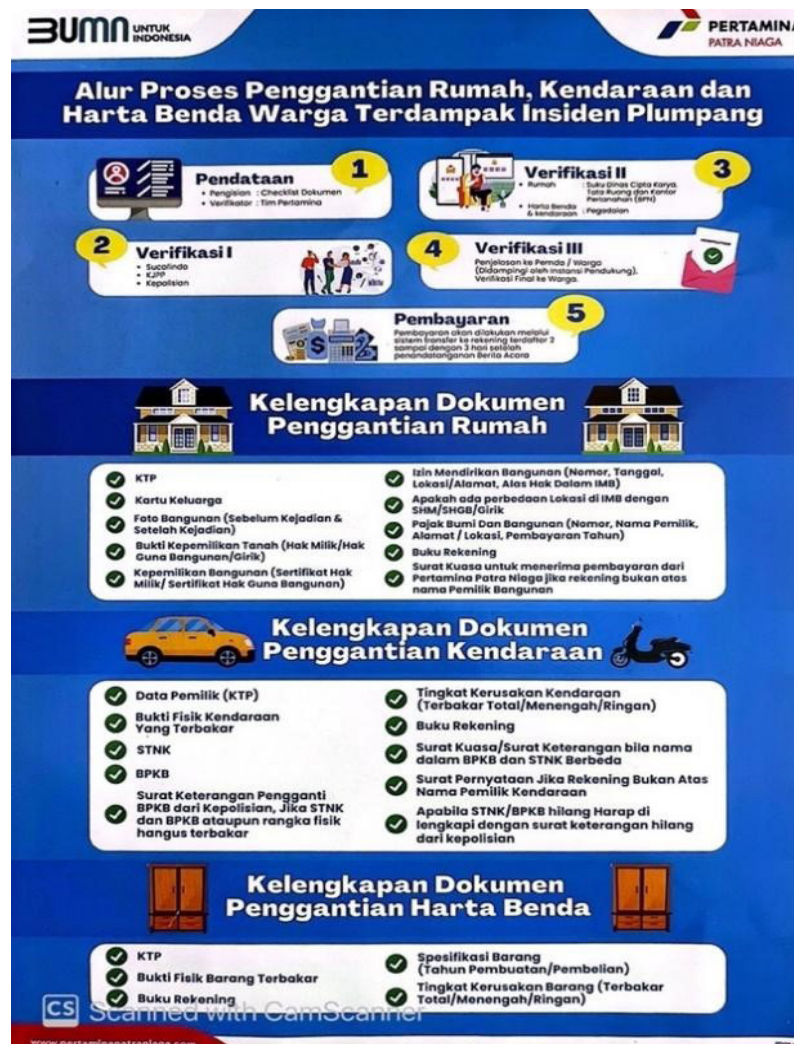 BUMN UNTUK INDONESIA
PERTAMINA
PATRA NIAGA
Alur Proses Penggantian Rumah, Kendaraan dan
Harta Benda Warga Terdampak Insiden Plumpang
1
Pendataan
• Pengisian : Checklist Dokumen
• Verifikator : Tim Pertamina
2
Verifikasi I
• Sucofindo
• KJPP
• Kepolisian
3
Verifikasi II
• Rumah : Suku Dinas Cipta Karya,
Tata Ruang dan Kantor
Pertanahan (BPN)
• Harta Benda
& kendaraan : Pegadaian
4
Verifikasi III
Penjelasan ke Pemda / Warga
(Didampingi oleh Instansi Pendukung),
Verifikasi Final ke Warga.
5
Pembayaran
Pembayaran akan dilakukan melalui
sistem transfer ke rekening terdaftar 2
sampai dengan 3 hari setelah
penandatanganan Berita Acara
Kelengkapan Dokumen
Penggantian Rumah
KTP
Kartu Keluarga
Foto Bangunan (Sebelum Kejadian &
Setelah Kejadian)
Bukti Kepemilikan Tanah (Hak Milik/Hak
Guna Bangunan/Girik)
Kepemilikan Bangunan (Sertifikat Hak
Milik/ Sertifikat Hak Guna Bangunan)
Izin Mendirikan Bangunan (Nomor, Tanggal,
Lokasi/Alamat, Alas Hak Dalam IMB)
Apakah ada perbedaan Lokasi di IMB dengan
SHM/SHGB/Girik
Pajak Bumi Dan Bangunan (Nomor, Nama Pemilik,
Alamat / Lokasi, Pembayaran Tahun)
Buku Rekening
Surat Kuasa untuk menerima pembayaran dari
Pertamina Patra Niaga jika rekening bukan atas
nama Pemilik Bangunan
Kelengkapan Dokumen
Penggantian Kendaraan
Data Pemilik (KTP)
Bukti Fisik Kendaraan
Yang Terbakar
STNK
BPKB
Surat Keterangan Pengganti
BPKB dari Kepolisian, Jika STNK
dan BPKB ataupun rangka fisik
hangus terbakar
Tingkat Kerusakan Kendaraan
(Terbakar Total/Menengah/Ringan)
Buku Rekening
Surat Kuasa/Surat Keterangan bila nama
dalam BPKB dan STNK Berbeda
Surat Pernyataan Jika Rekening Bukan Atas
Nama Pemilik Kendaraan
Apabila STNK/BPKB hilang Harap di
lengkapi dengan surat keterangan hilang
dari kepolisian
Kelengkapan Dokumen
Penggantian Harta Benda
KTP
Bukti Fisik Barang Terbakar
Buku Rekening
Spesifikasi Barang
(Tahun Pembuatan/Pembelian)
Tingkat Kerusakan Barang (Terbakar
Total/Menengah/Ringan)
CS Scanned with CamScanner